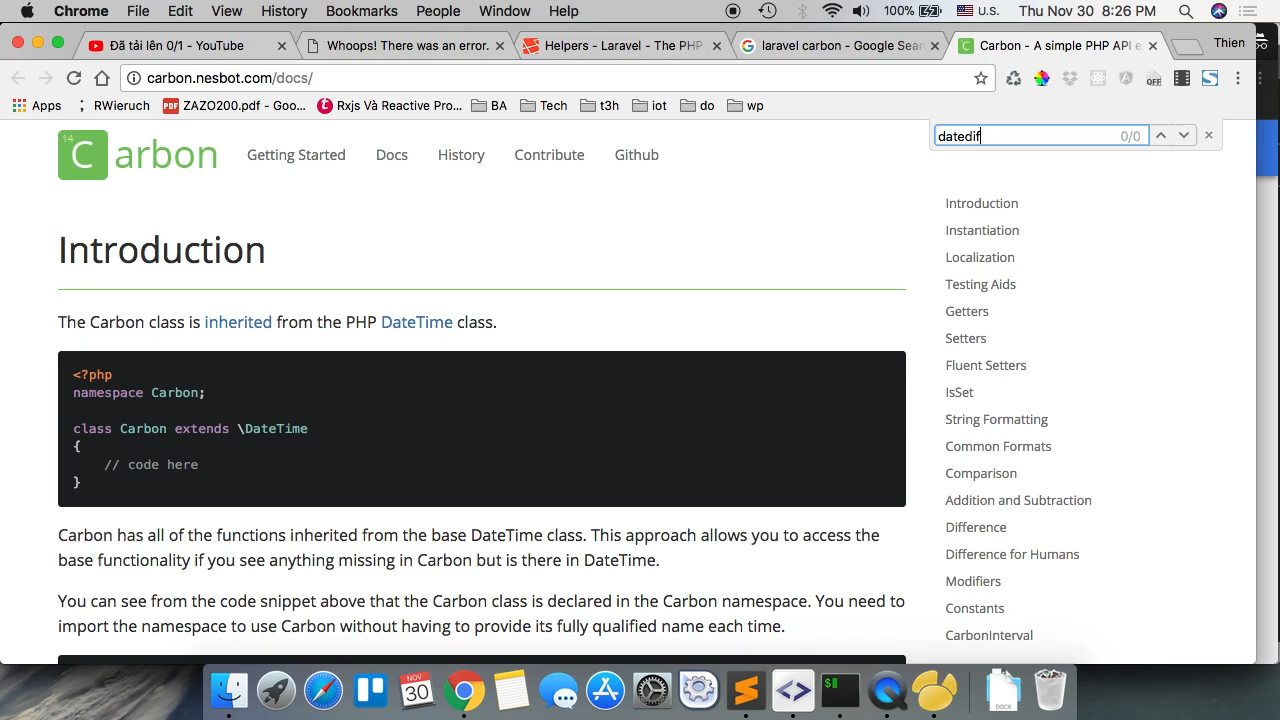 Chrome File Edit View History Bookmarks People Window Help 100% U.S. Thu Nov 30 8:26 PM
Đã tải lên 0/1 - YouTube Whoops! There was an error. Helpers - Laravel - The PHP laravel carbon - Google Sear Carbon - A simple PHP API e Thien
carbon.nesbot.com/docs/ OFF
Apps RWieruch PDF ZAZO200.pdf - Goo... Rxjs Và Reactive Pro... BA Tech t3h iot do wp
datedif 0/0
14 C arbon Getting Started Docs History Contribute Github
Introduction
Instantiation
Localization
Testing Aids
Getters
Setters
Fluent Setters
IsSet
String Formatting
Common Formats
Comparison
Addition and Subtraction
Difference
Difference for Humans
Modifiers
Constants
CarbonInterval
Introduction
The Carbon class is inherited from the PHP DateTime class.
<?php
namespace Carbon;
class Carbon extends \DateTime
{
// code here
}
Carbon has all of the functions inherited from the base DateTime class. This approach allows you to access the
base functionality if you see anything missing in Carbon but is there in DateTime.
You can see from the code snippet above that the Carbon class is declared in the Carbon namespace. You need to
import the namespace to use Carbon without having to provide its fully qualified name each time.
NOV
30
$
DOCX